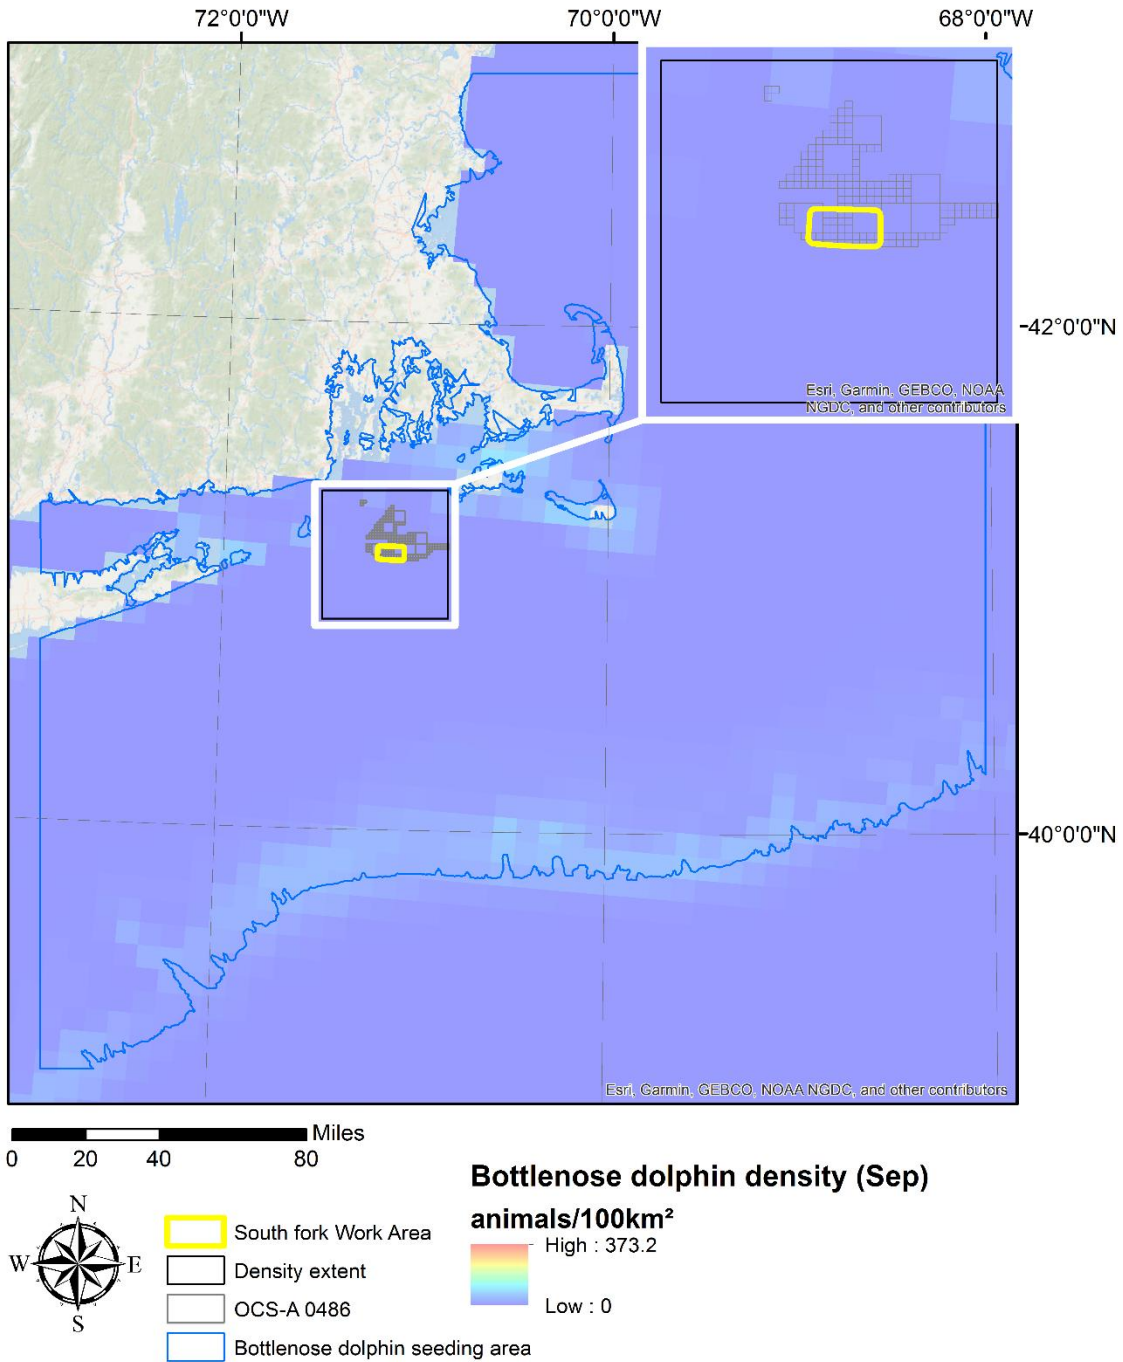 72°0'0"W
70°0'0"W
68°0'0"W
Esri, Garmin, GEBCO, NOAA
NGDC, and other contributors
42°0'0"N
40°0'0"N
Esri, Garmin, GEBCO, NOAA NGDC, and other contributors
Miles
0 20 40 80
N
W E
S
South fork Work Area
Density extent
OCS-A 0486
Bottlenose dolphin seeding area
Bottlenose dolphin density (Sep)
animals/100km²
High : 373.2
Low : 0